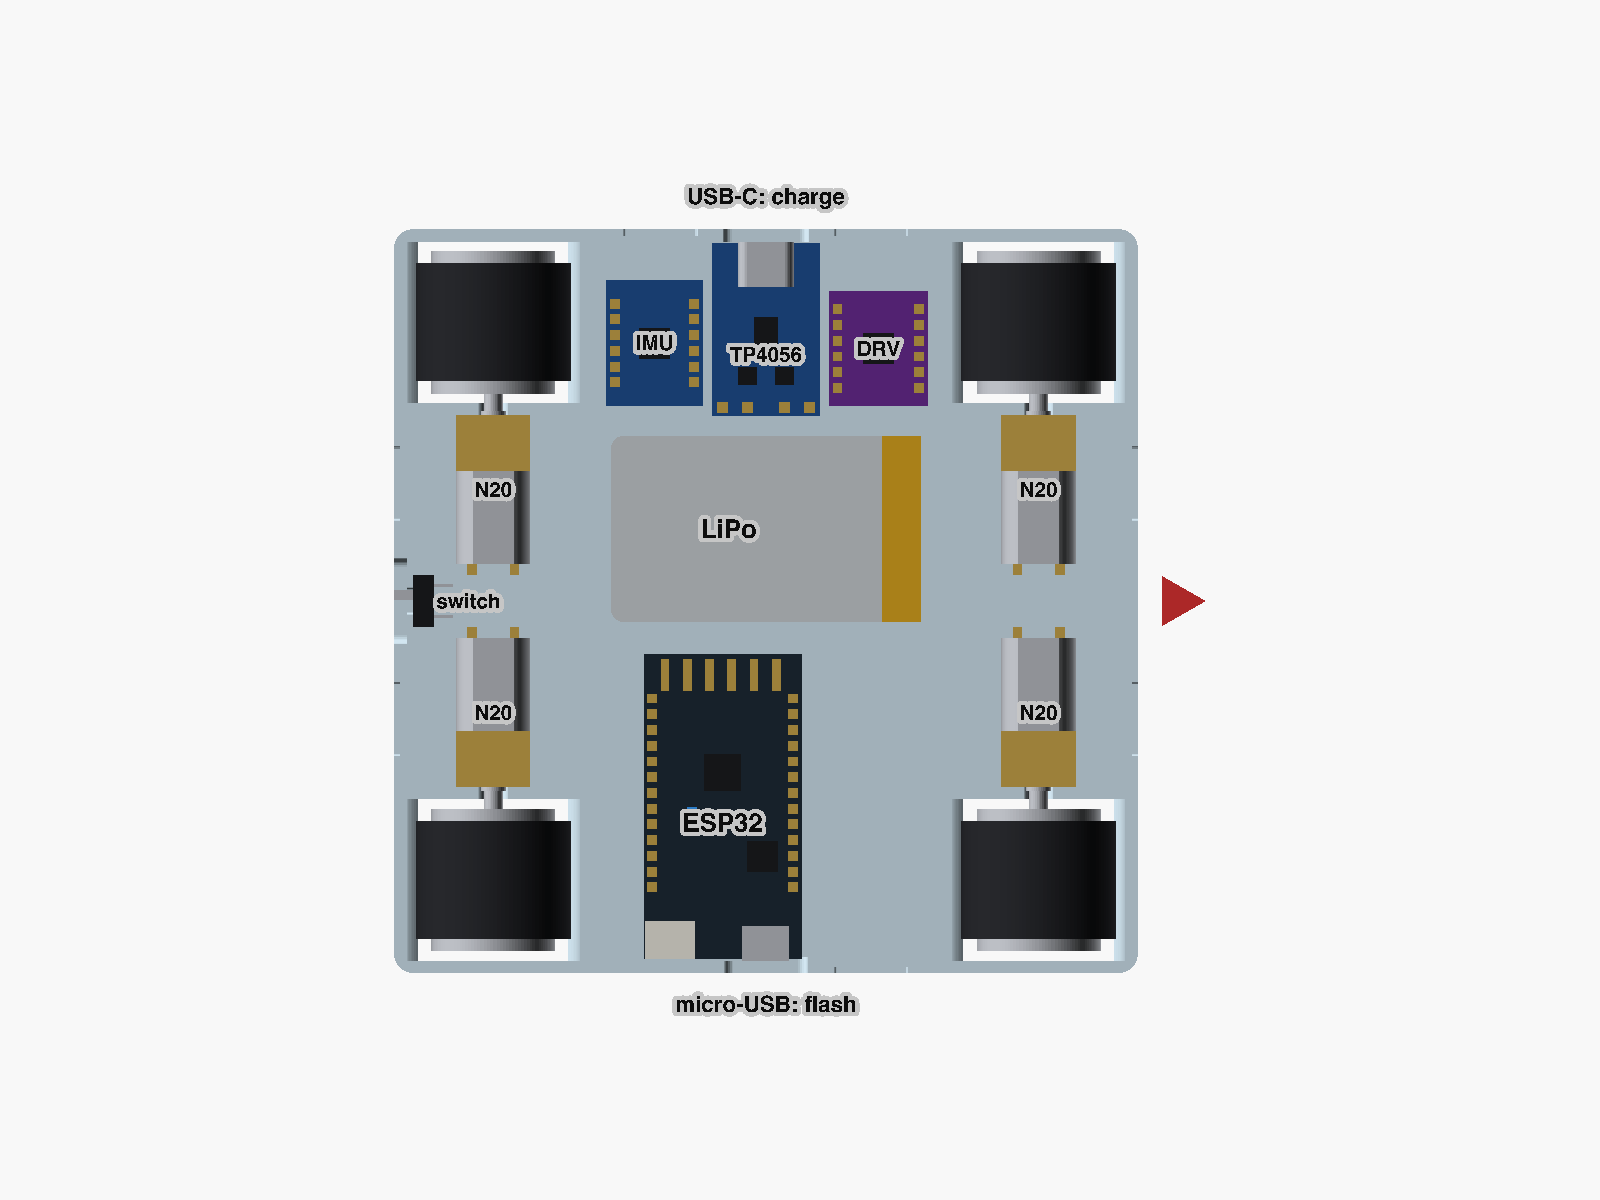 USB-C: charge
IMU
TP4056
DRV
N20
N20
LiPo
switch
N20
N20
ESP32
micro-USB: flash